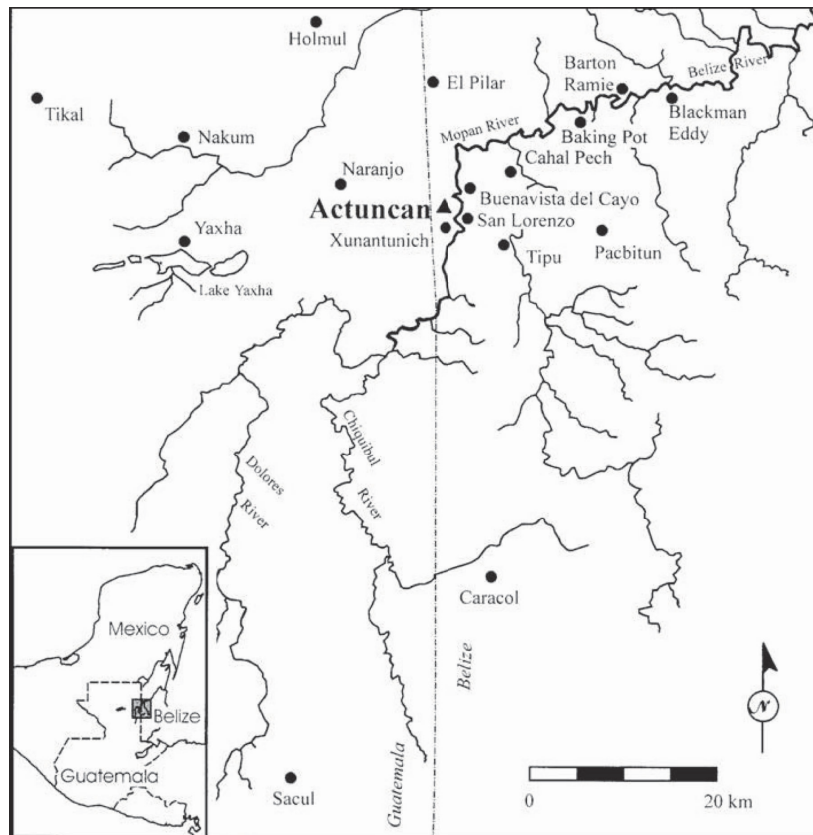 Holmul
Tikal
Nakum
El Pilar
Barton
Ramie
Belize River
Blackman
Eddy
Mopan River
Baking Pot
Cahal Pech
Naranjo
Actuncan
Buenavista del Cayo
San Lorenzo
Xunantunich
Tipu
Pacbitun
Yaxha
Lake Yaxha
Dolores
River
Chiquibul
River
Caracol
Sacul
Guatemala
Belize
Mexico
Belize
Guatemala
N
0
20 km